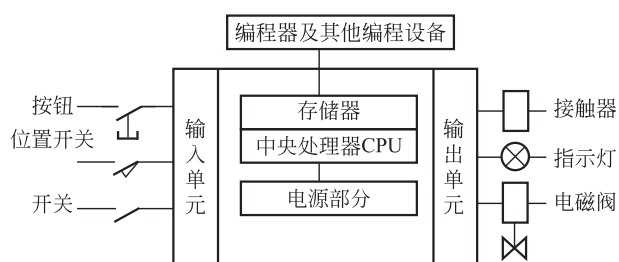 编程器及其他编程设备
按钮
位置开关
开关
输入单元
存储器
中央处理器CPU
电源部分
输出单元
接触器
指示灯
电磁阀